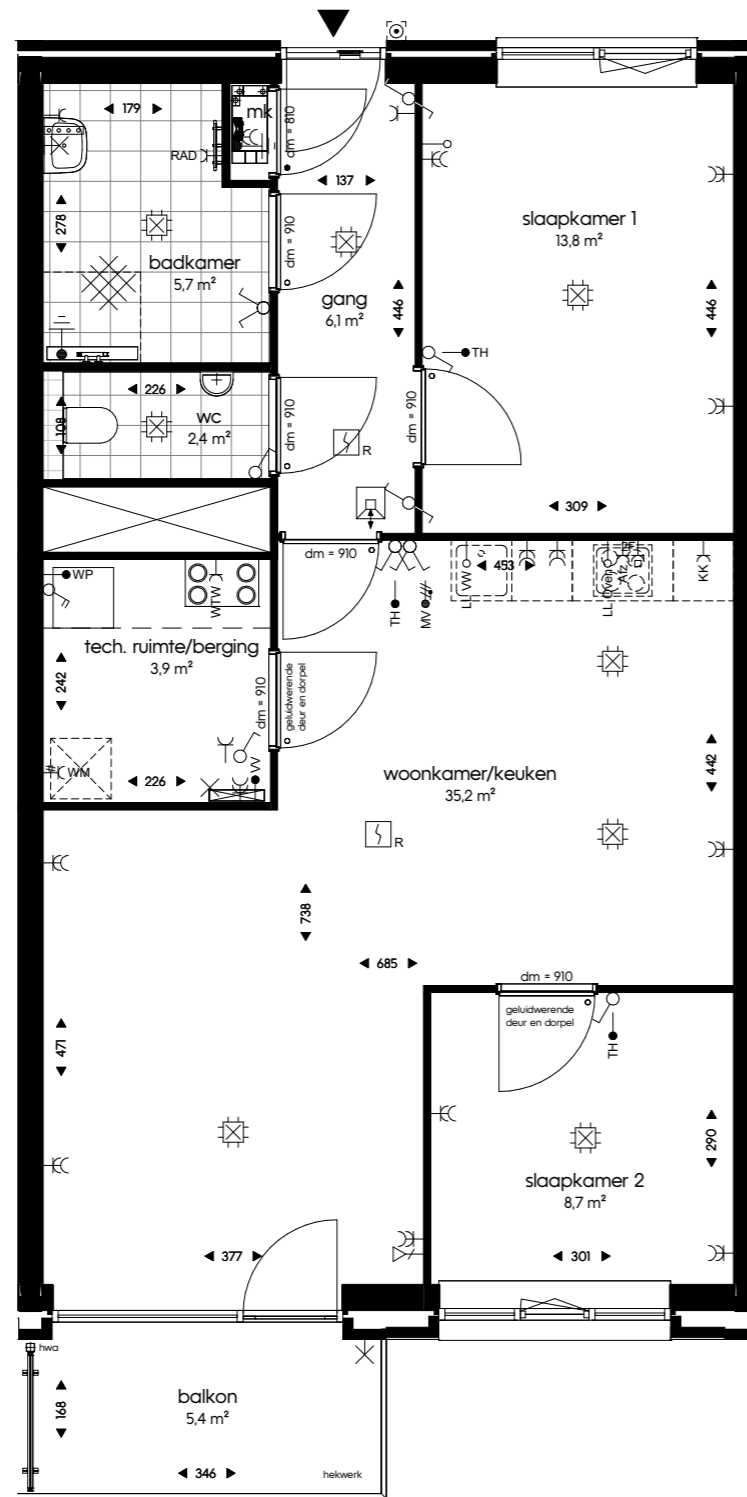 179
mk
dm = 810
RAD
137
278
slaapkamer 1
13,8 m²
badkamer
5,7 m²
dm = 910
gang
6,1 m²
446
446
TH
226
108
wc
2,4 m²
dm = 910
dm = 910
R
309
dm = 910
WP
WTW
TH
MV
LL VW
453
LL Oven
Afz.
KK
tech. ruimte/berging
3,9 m²
242
dm = 910
geluidwerende
deur en dorpel
WM
226
VV
woonkamer/keuken
35,2 m²
442
R
738
685
dm = 910
geluidwerende
deur en dorpel
TH
471
290
slaapkamer 2
8,7 m²
377
301
hwa
balkon
5,4 m²
168
346
hekwerk